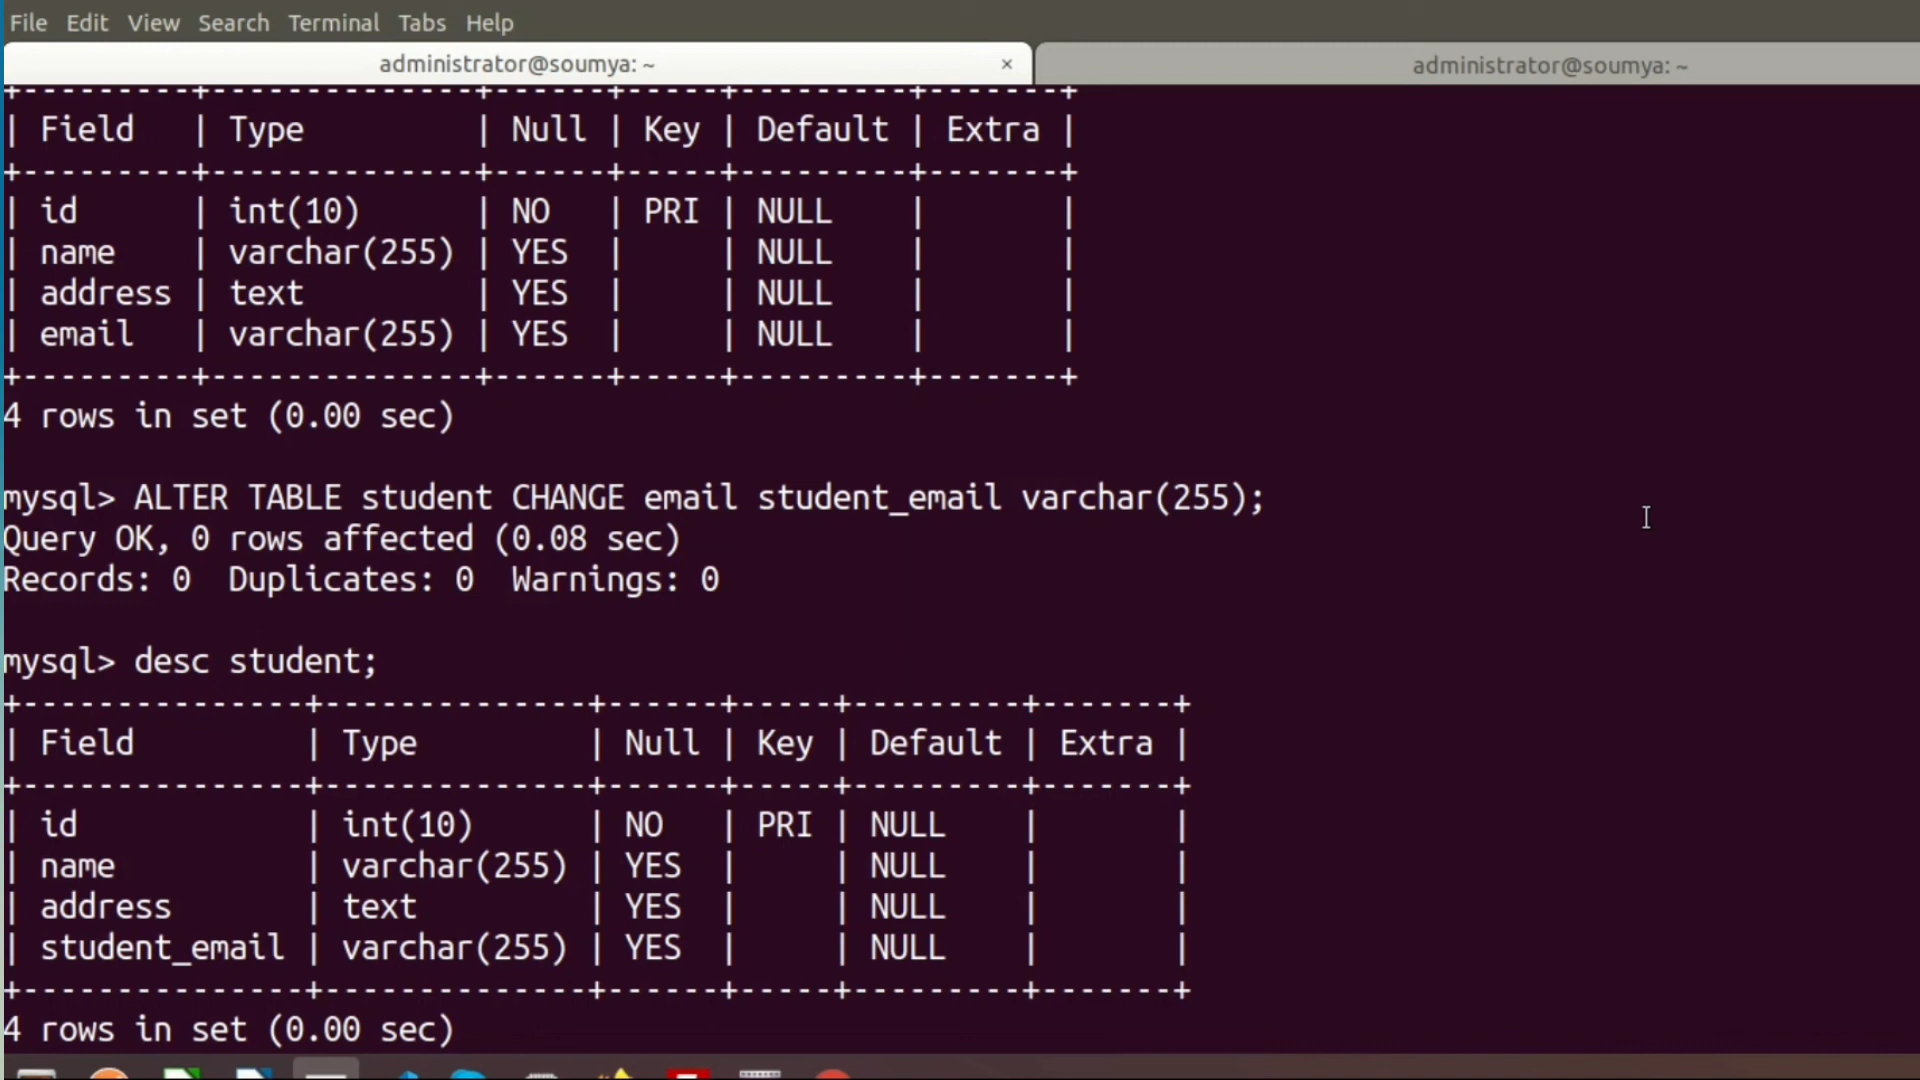 File Edit View Search Terminal Tabs Help
administrator@soumya: ~ × administrator@soumya: ~
+---------+--------------+------+-----+---------+-------+
| Field   | Type         | Null | Key | Default | Extra |
+---------+--------------+------+-----+---------+-------+
| id      | int(10)      | NO   | PRI | NULL    |       |
| name    | varchar(255) | YES  |     | NULL    |       |
| address | text         | YES  |     | NULL    |       |
| email   | varchar(255) | YES  |     | NULL    |       |
+---------+--------------+------+-----+---------+-------+
4 rows in set (0.00 sec)
mysql> ALTER TABLE student CHANGE email student_email varchar(255);
Query OK, 0 rows affected (0.08 sec)
Records: 0  Duplicates: 0  Warnings: 0
mysql> desc student;
+---------------+--------------+------+-----+---------+-------+
| Field         | Type         | Null | Key | Default | Extra |
+---------------+--------------+------+-----+---------+-------+
| id            | int(10)      | NO   | PRI | NULL    |       |
| name          | varchar(255) | YES  |     | NULL    |       |
| address       | text         | YES  |     | NULL    |       |
| student_email | varchar(255) | YES  |     | NULL    |       |
+---------------+--------------+------+-----+---------+-------+
4 rows in set (0.00 sec)